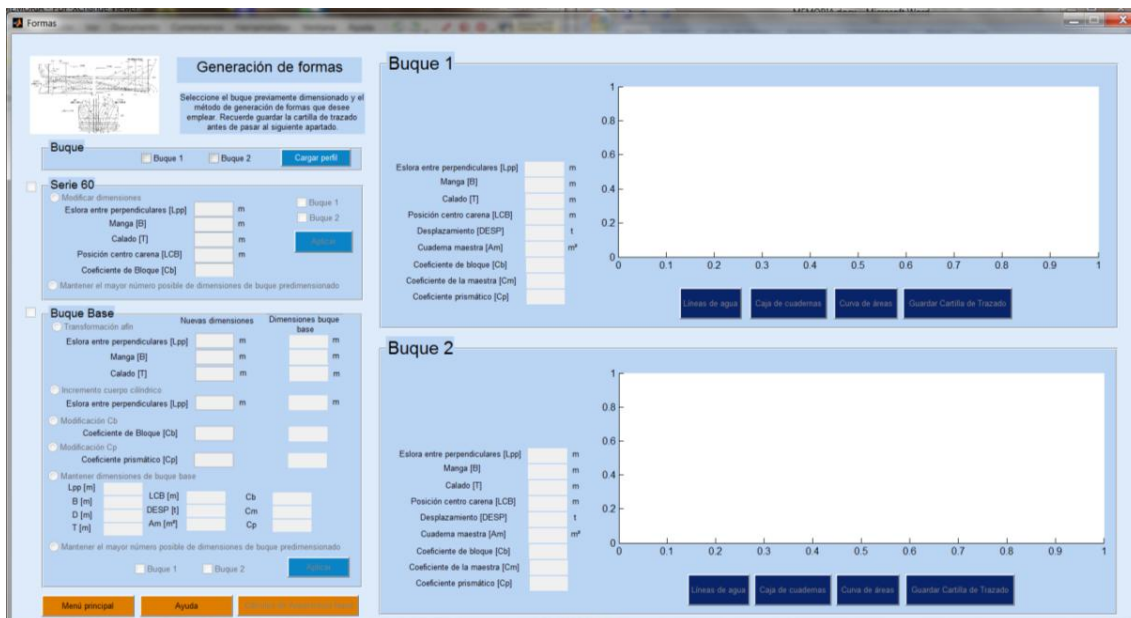 Formas
Generación de formas
Seleccione el buque previamente dimensionado y el
método de generación de formas que desee
emplear. Recuerde guardar la cartilla de trazado
antes de pasar al siguiente apartado.
Buque
Buque 1 Buque 2 Cargar perfil
Serie 60
Modificar dimensiones
Eslora entre perpendiculares [Lpp] m
Manga [B] m
Calado [T] m
Posición centro carena [LCB] m
Coeficiente de Bloque [Cb]
Buque 1
Buque 2
Aplicar
Mantener el mayor número posible de dimensiones de buque predimensionado
Buque Base
Transformación afín
Nuevas dimensiones
Dimensiones buque
base
Eslora entre perpendiculares [Lpp] m m
Manga [B] m m
Calado [T] m m
Incremento cuerpo cilíndrico
Eslora entre perpendiculares [Lpp] m m
Modificación Cb
Coeficiente de Bloque [Cb]
Modificación Cp
Coeficiente prismático [Cp]
Mantener dimensiones de buque base
Lpp [m]
B [m]
D [m]
T [m]
LCB [m]
DESP [t]
Am [m²]
Cb
Cm
Cp
Mantener el mayor número posible de dimensiones de buque predimensionado
Buque 1 Buque 2 Aplicar
Menú principal Ayuda
Buque 1
Eslora entre perpendiculares [Lpp] m
Manga [B] m
Calado [T] m
Posición centro carena [LCB] m
Desplazamiento [DESP] t
Cuaderna maestra [Am] m²
Coeficiente de bloque [Cb]
Coeficiente de la maestra [Cm]
Coeficiente prismático [Cp]
1
0.8
0.6
0.4
0.2
0
0 0.1 0.2 0.3 0.4 0.5 0.6 0.7 0.8 0.9 1
Líneas de agua Caja de cuadernas Curva de áreas Guardar Cartilla de Trazado
Buque 2
Eslora entre perpendiculares [Lpp] m
Manga [B] m
Calado [T] m
Posición centro carena [LCB] m
Desplazamiento [DESP] t
Cuaderna maestra [Am] m²
Coeficiente de bloque [Cb]
Coeficiente de la maestra [Cm]
Coeficiente prismático [Cp]
1
0.8
0.6
0.4
0.2
0
0 0.1 0.2 0.3 0.4 0.5 0.6 0.7 0.8 0.9 1
Líneas de agua Caja de cuadernas Curva de áreas Guardar Cartilla de Trazado